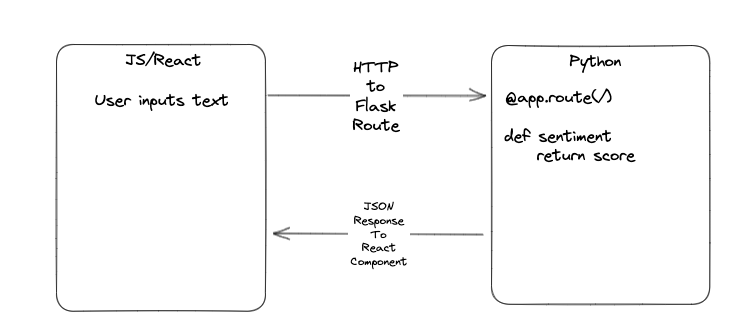 JS/React
User inputs text
HTTP
to
Flask
Route
Python
@app.route(/)
def sentiment
return score
JSON
Response
To
React
Component